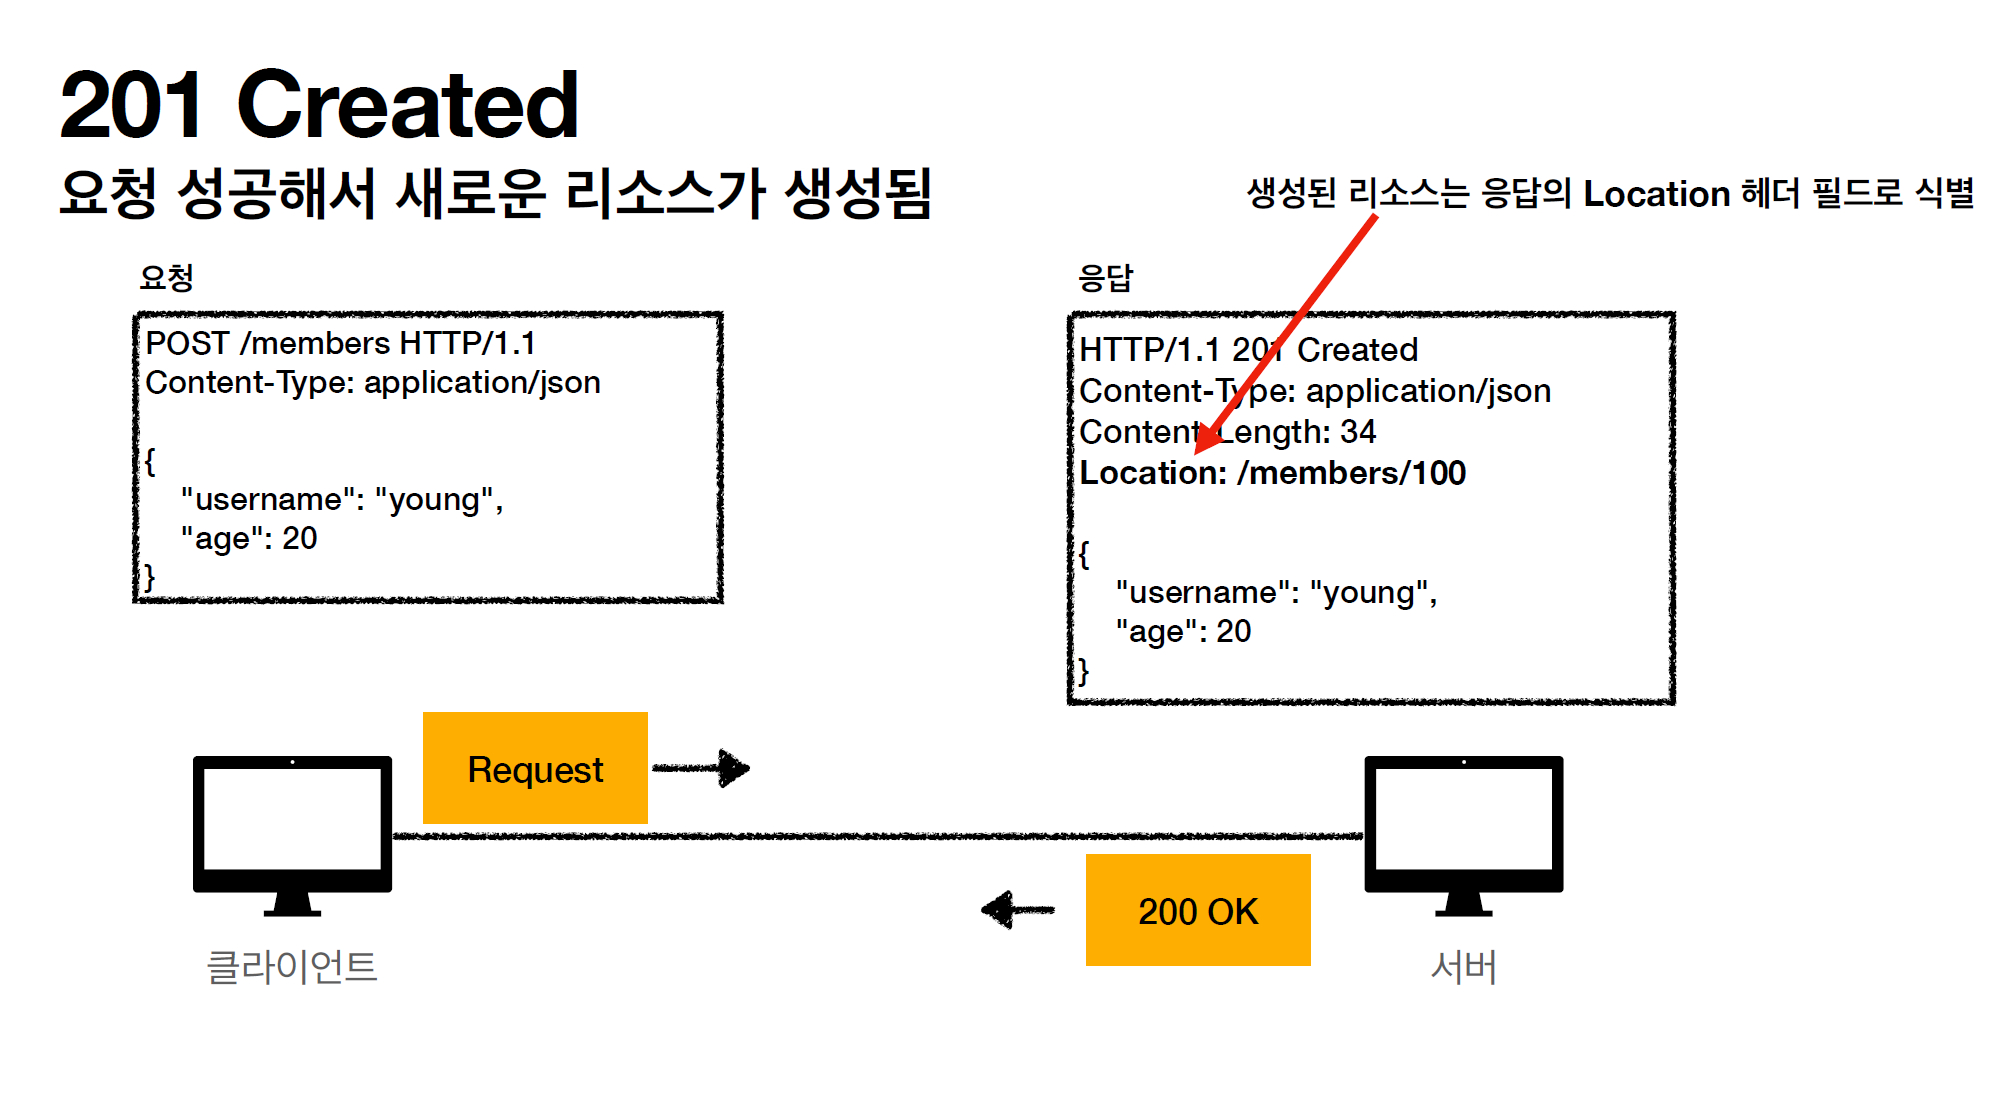 201 Created
요청 성공해서 새로운 리소스가 생성됨
생성된 리소스는 응답의 Location 헤더 필드로 식별
요청
POST /members HTTP/1.1
Content-Type: application/json
{
"username": "young",
"age": 20
}
응답
HTTP/1.1 201 Created
Content-Type: application/json
Content-Length: 34
Location: /members/100
{
"username": "young",
"age": 20
}
Request
200 OK
클라이언트
서버